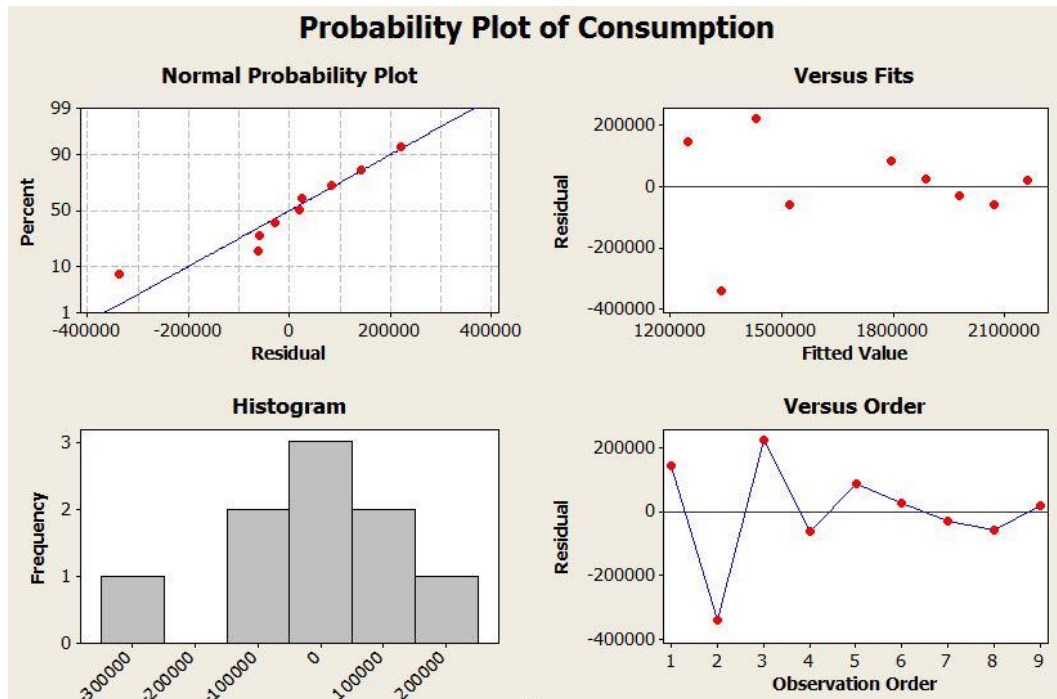 Probability Plot of Consumption
Normal Probability Plot
99
90
50
10
1
Percent
-400000 -200000 0 200000 400000
Residual
Versus Fits
200000
0
-200000
-400000
Residual
1200000 1500000 1800000 2100000
Fitted Value
Histogram
3
2
1
0
Frequency
-300000 -200000 -100000 0 100000 200000
Versus Order
200000
0
-200000
-400000
Residual
1 2 3 4 5 6 7 8 9
Observation Order